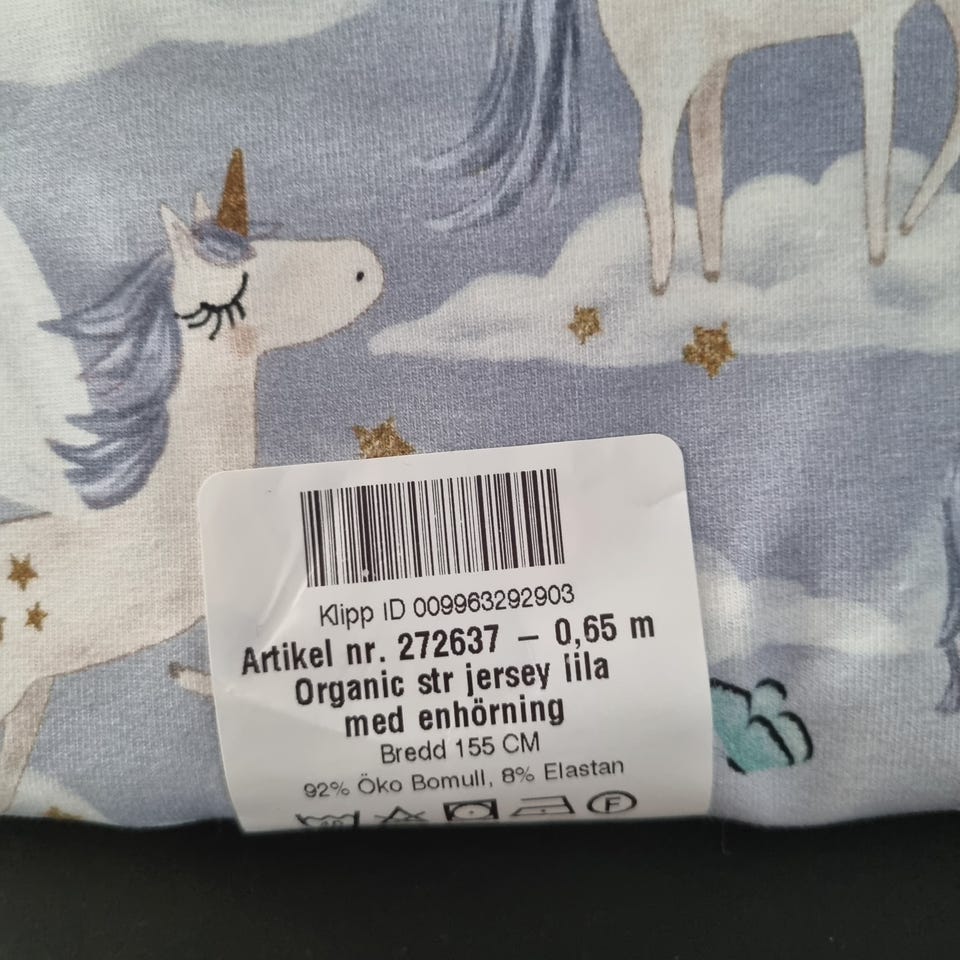 Klipp ID 009963292903
Artikel nr. 272637 – 0,65 m
Organic str jersey lila
med enhörning
Bredd 155 CM
92% Öko Bomull, 8% Elastan
F